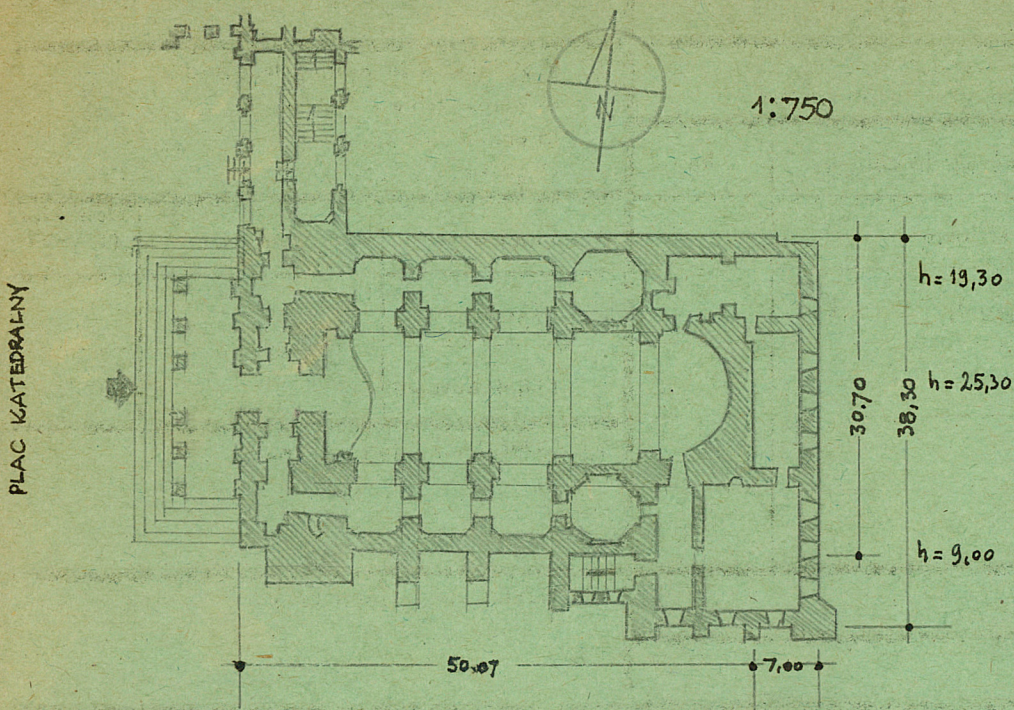 N
1:750
PLAC KATEDRALNY
h=19,30
h=25,30
h=9,00
30.70
38,30
50.07
7,00